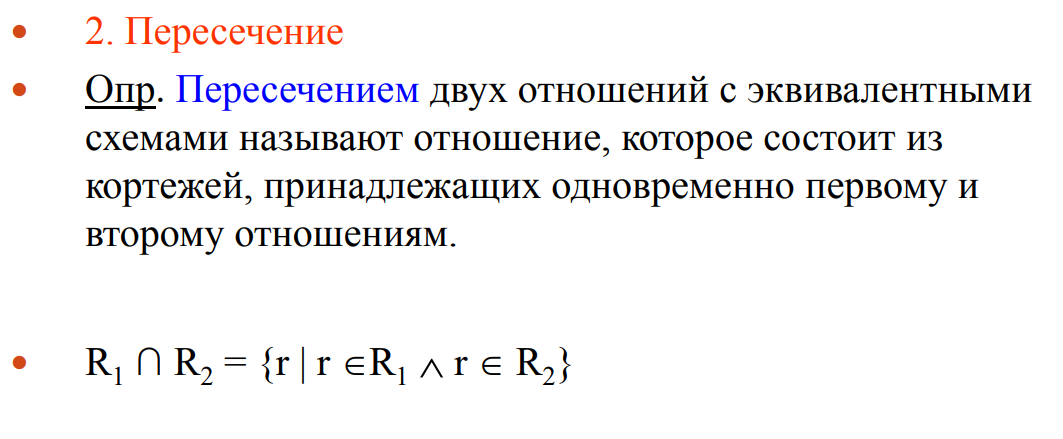 • 2. Пересечение
• Опр. Пересечением двух отношений с эквивалентными
схемами называют отношение, которое состоит из
кортежей, принадлежащих одновременно первому и
второму отношениям.
• R₁ ∩ R₂ = {r | r ∈R₁ ∧ r ∈ R₂}